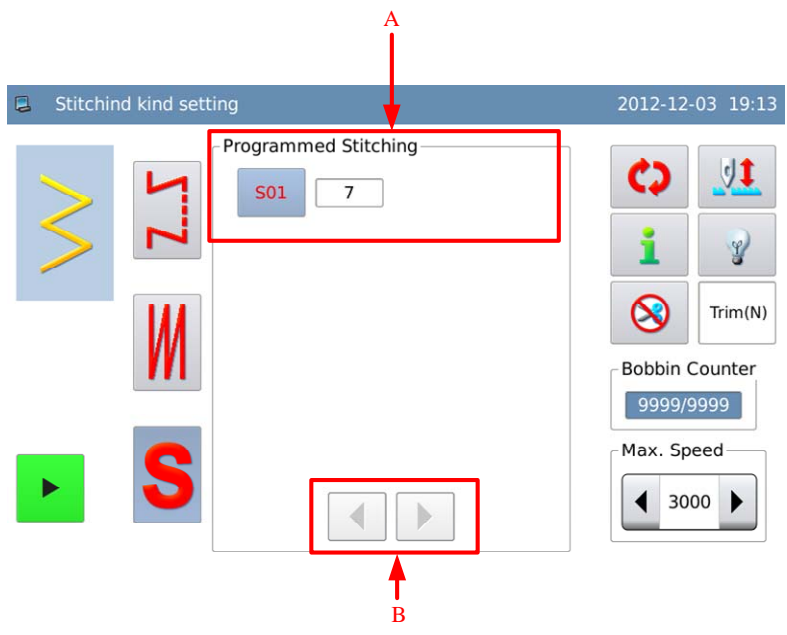 A
Stitchind kind setting
2012-12-03 19:13
Programmed Stitching
S01
7
Trim(N)
Bobbin Counter
9999/9999
Max. Speed
3000
S
B